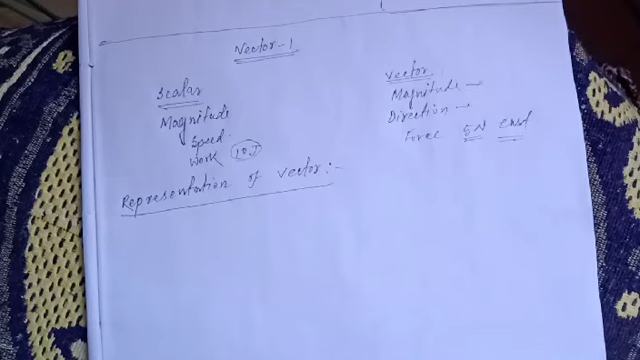 Vector-1
Scalar
Magnitude
Speed.
Work 10J
Vector
Magnitude →
Direction →
Force 5N east
Representation of vector:-